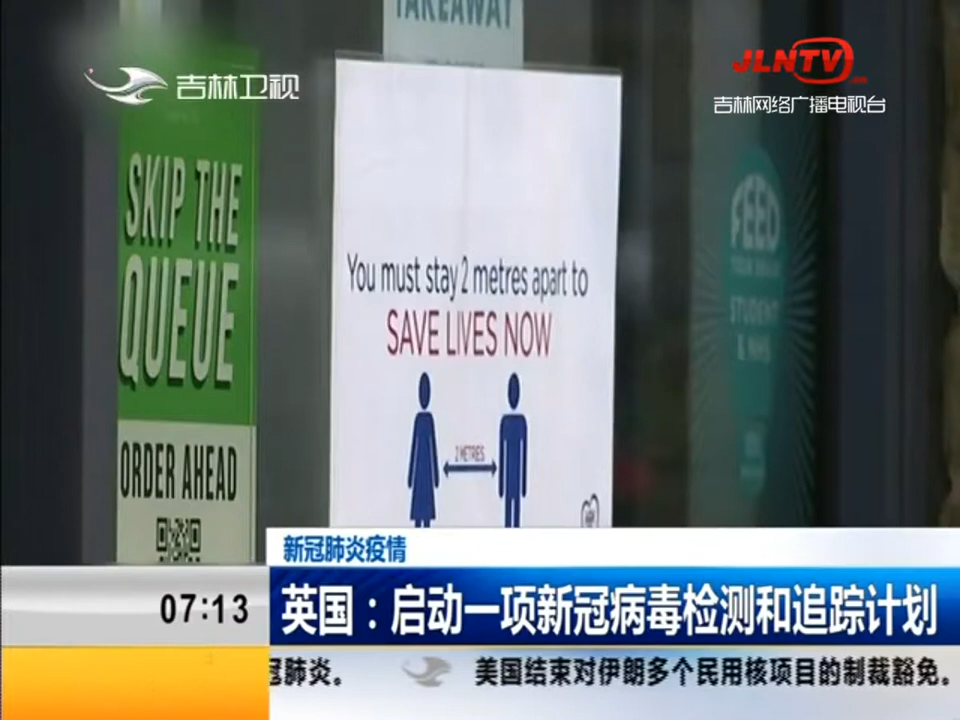 TAKEAWAY
吉林卫视
JLNTV
吉林网络广播电视台
SKIP THE
QUEUE
ORDER AHEAD
You must stay 2 metres apart to
SAVE LIVES NOW
2 METRES
FEED
STUDENT
& NHS
新冠肺炎疫情
07:13
英国：启动一项新冠病毒检测和追踪计划
冠肺炎。 美国结束对伊朗多个民用核项目的制裁豁免。